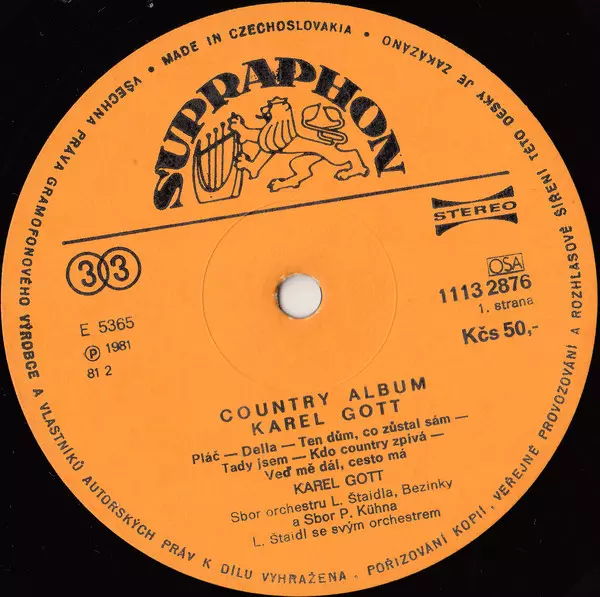 VŠECHNA PRÁVA GRAMOFONOVÉHO VÝROBCE A VLASTNÍKŮ AUTORSKÝCH PRÁV K DÍLU VYHRAŽENA • POŘIZOVÁNÍ KOPIÍ, VEŘEJNÉ PROVOZOVÁNÍ A ROZHLASOVÉ ŠÍŘENÍ TÉTO DESKY JE ZAKÁZÁNO • MADE IN CZECHOSLOVAKIA •
SUPRAPHON
STEREO
33
OSA
1113 2876
1. strana
Kčs 50,-
E 5365
Ⓟ 1981
81 2
COUNTRY ALBUM
KAREL GOTT
Pláč — Della — Ten dům, co zůstal sám —
Tady jsem — Kdo country zpívá —
Veď mě dál, cesto má
KAREL GOTT
Sbor orchestru L. Štaidla, Bezinky
a Sbor P. Kühna
L. Štaidl se svým orchestrem